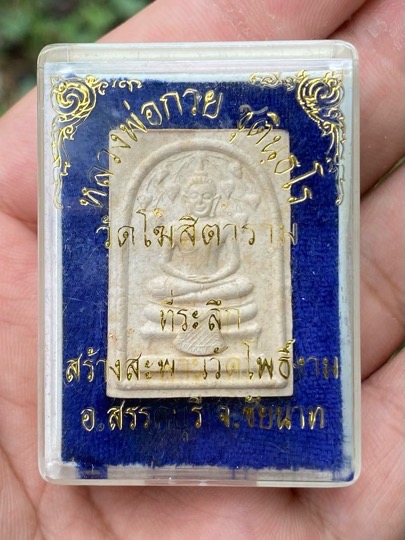 หลวงพ่อกวย ชุตินฺธโร
วัดโฆสิตาราม
ที่ระลึก
สร้างสะพานวัดโพธิ์งาม
อ.สรรคบุรี จ.ชัยนาท